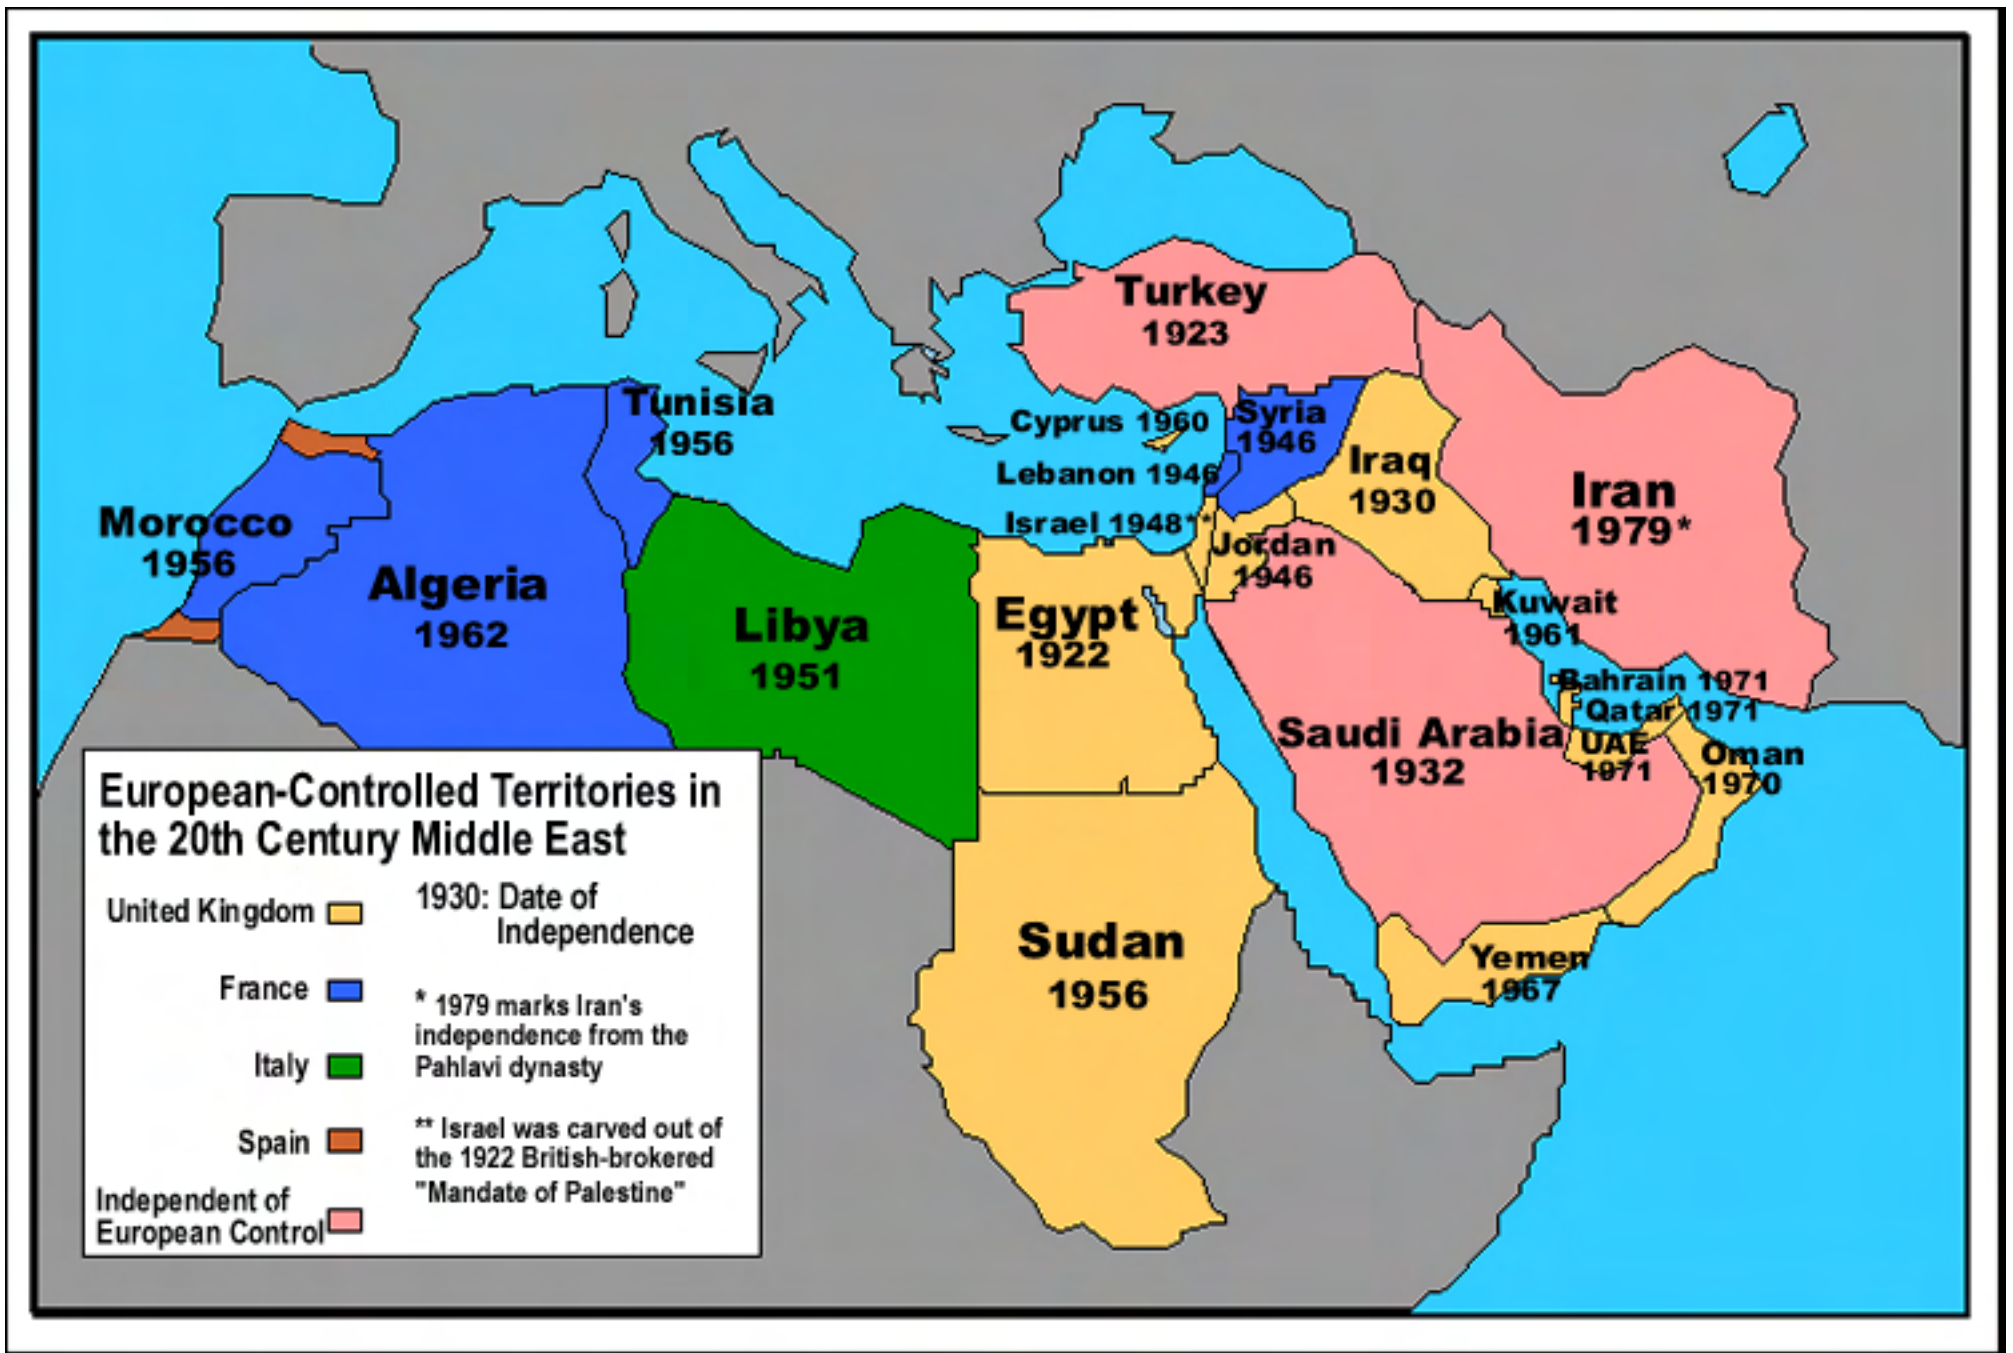 Turkey
1923
Tunisia
1956
Cyprus 1960
Syria
1946
Lebanon 1946
Iraq
1930
Iran
1979*
Israel 1948**
Jordan
1946
Morocco
1956
Algeria
1962
Libya
1951
Egypt
1922
Kuwait
1961
Bahrain 1971
Qatar 1971
Saudi Arabia
1932
UAE
1971
Oman
1970
Sudan
1956
Yemen
1967
European-Controlled Territories in
the 20th Century Middle East
United Kingdom
France
Italy
Spain
Independent of
European Control
1930: Date of
Independence
* 1979 marks Iran's
independence from the
Pahlavi dynasty
** Israel was carved out of
the 1922 British-brokered
"Mandate of Palestine"